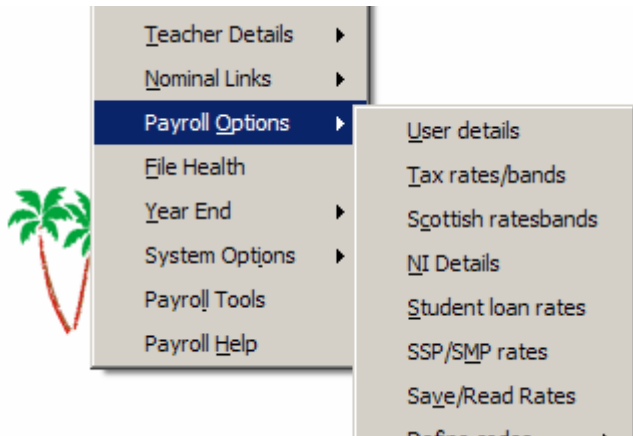 Teacher Details
Nominal Links
Payroll Options
File Health
Year End
System Options
Payroll Tools
Payroll Help
User details
Tax rates/bands
Scottish ratesbands
NI Details
Student loan rates
SSP/SMP rates
Save/Read Rates